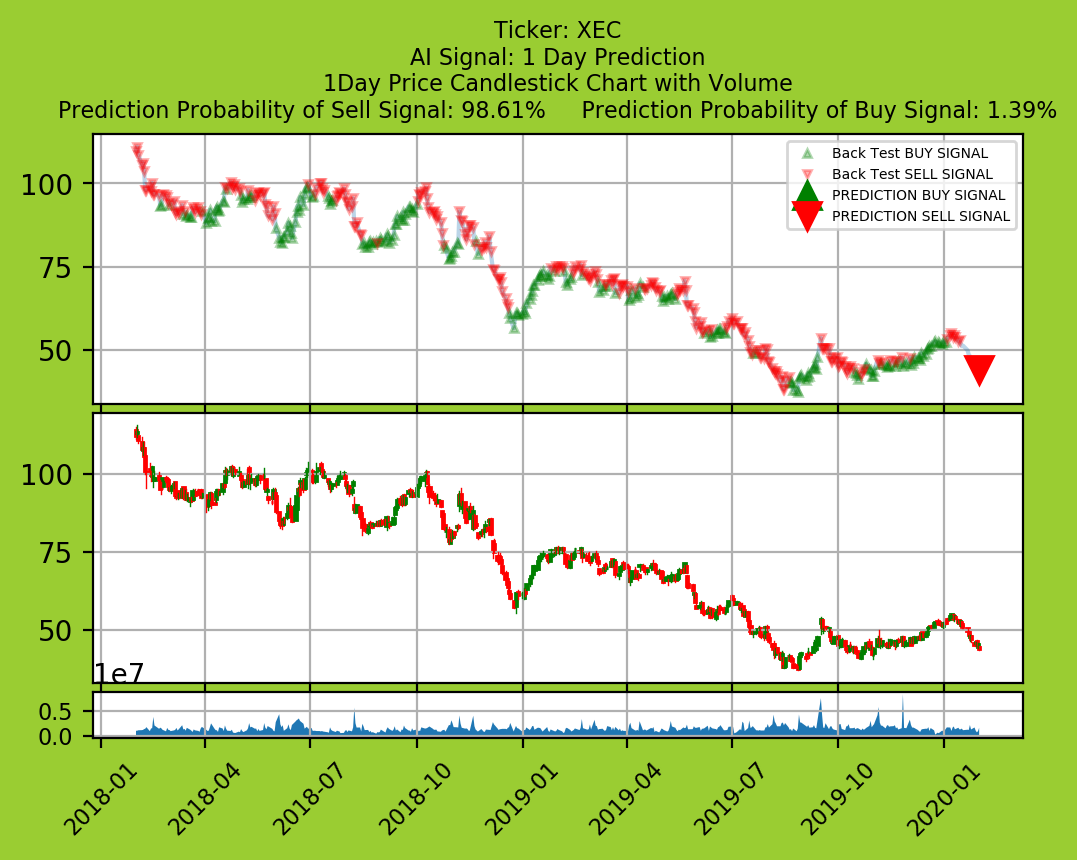 Ticker: XEC
AI Signal: 1 Day Prediction
1Day Price Candlestick Chart with Volume
Prediction Probability of Sell Signal: 98.61% Prediction Probability of Buy Signal: 1.39%
Back Test BUY SIGNAL
Back Test SELL SIGNAL
PREDICTION BUY SIGNAL
PREDICTION SELL SIGNAL
100
75
50
100
75
50
1e7
0.5
0.0
2018-01
2018-04
2018-07
2018-10
2019-01
2019-04
2019-07
2019-10
2020-01